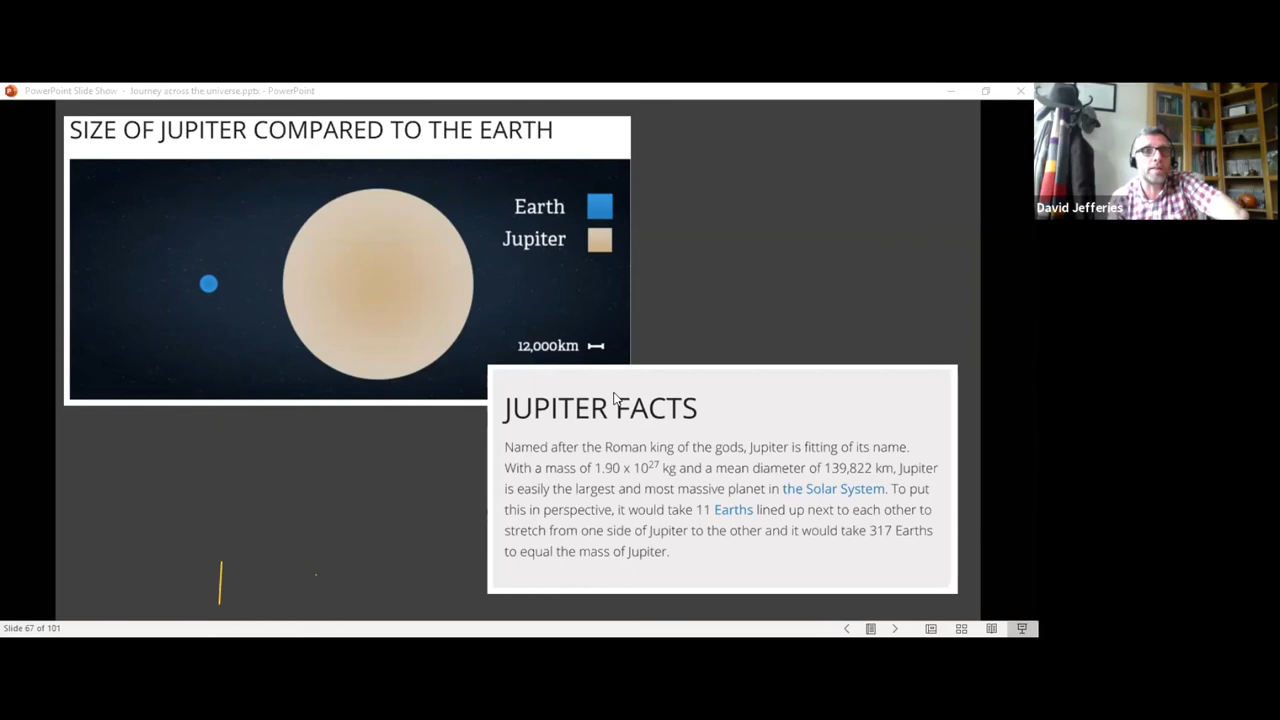 PowerPoint Slide Show - Journey across the universe.pptx - PowerPoint
SIZE OF JUPITER COMPARED TO THE EARTH
Earth
Jupiter
12,000km
JUPITER FACTS
Named after the Roman king of the gods, Jupiter is fitting of its name.
With a mass of 1.90 x 10²⁷ kg and a mean diameter of 139,822 km, Jupiter
is easily the largest and most massive planet in the Solar System. To put
this in perspective, it would take 11 Earths lined up next to each other to
stretch from one side of Jupiter to the other and it would take 317 Earths
to equal the mass of Jupiter.
David Jefferies
Slide 67 of 101